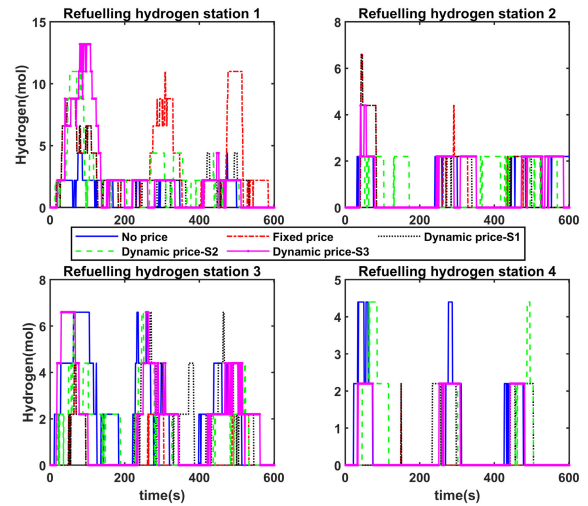 Refuelling hydrogen station 1
Refuelling hydrogen station 2
15
10
5
0
Hydrogen(mol)
0 200 400 600
8
6
4
2
0
0 200 400 600
No price
Fixed price
Dynamic price-S1
Dynamic price-S2
Dynamic price-S3
Refuelling hydrogen station 3
Refuelling hydrogen station 4
8
6
4
2
0
Hydrogen(mol)
0 200 400 600
time(s)
5
4
3
2
1
0
0 200 400 600
time(s)